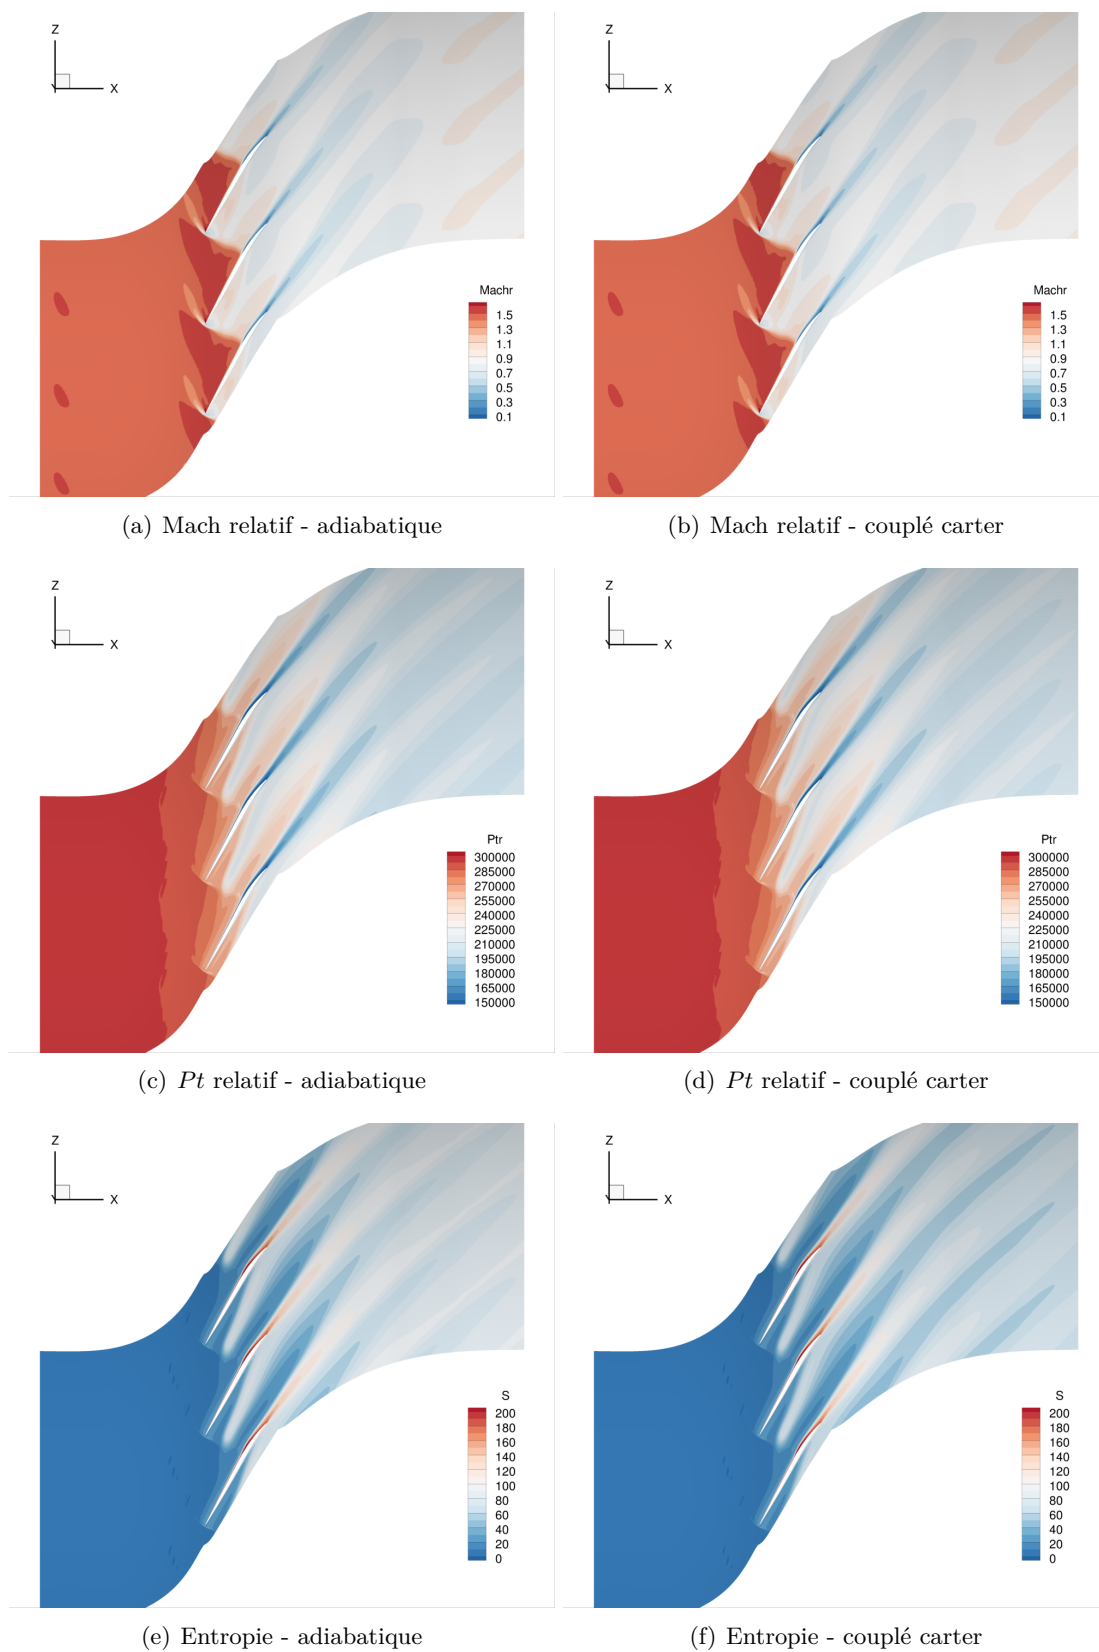 Z
X
Y
Machr
1.5
1.3
1.1
0.9
0.7
0.5
0.3
0.1
Z
X
Y
Machr
1.5
1.3
1.1
0.9
0.7
0.5
0.3
0.1
(a) Mach relatif - adiabatique
(b) Mach relatif - couplé carter
Z
X
Y
Ptr
300000
285000
270000
255000
240000
225000
210000
195000
180000
165000
150000
Z
X
Y
Ptr
300000
285000
270000
255000
240000
225000
210000
195000
180000
165000
150000
(c) Pt relatif - adiabatique
(d) Pt relatif - couplé carter
Z
X
Y
S
200
180
160
140
120
100
80
60
40
20
0
Z
X
Y
S
200
180
160
140
120
100
80
60
40
20
0
(e) Entropie - adiabatique
(f) Entropie - couplé carter